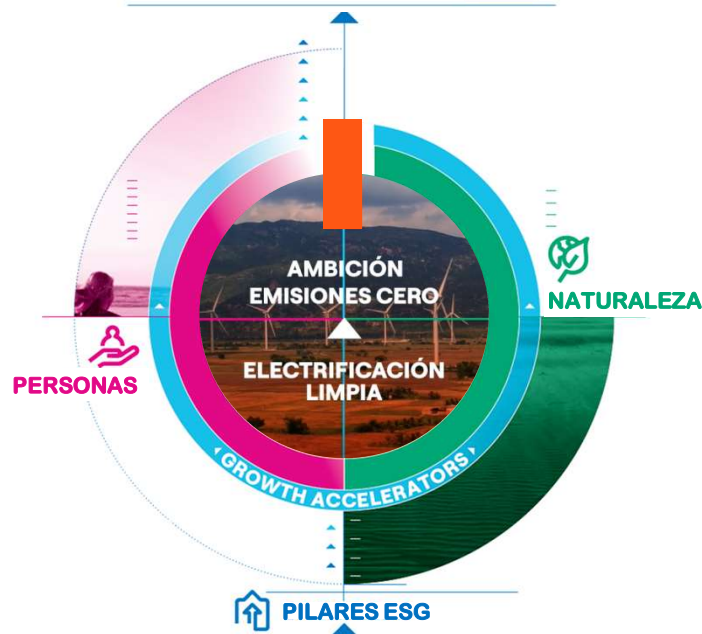 AMBICIÓN
EMISIONES CERO
NATURALEZA
ELECTRIFICACIÓN
LIMPIA
PERSONAS
GROWTH ACCELERATORS
PILARES ESG